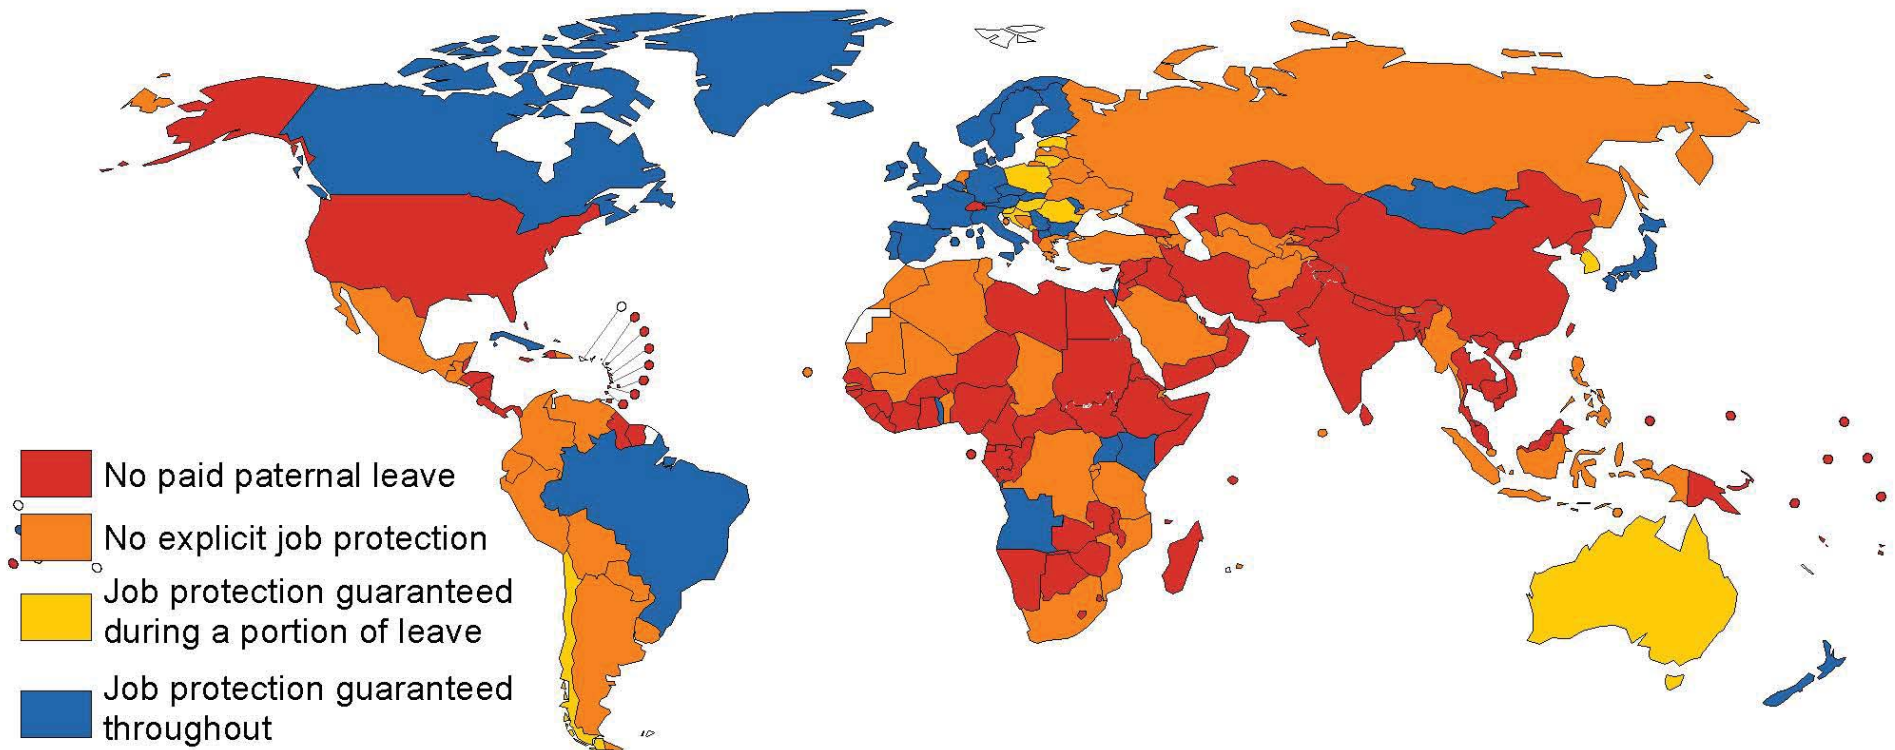 No paid paternal leave
No explicit job protection
Job protection guaranteed
during a portion of leave
Job protection guaranteed
throughout